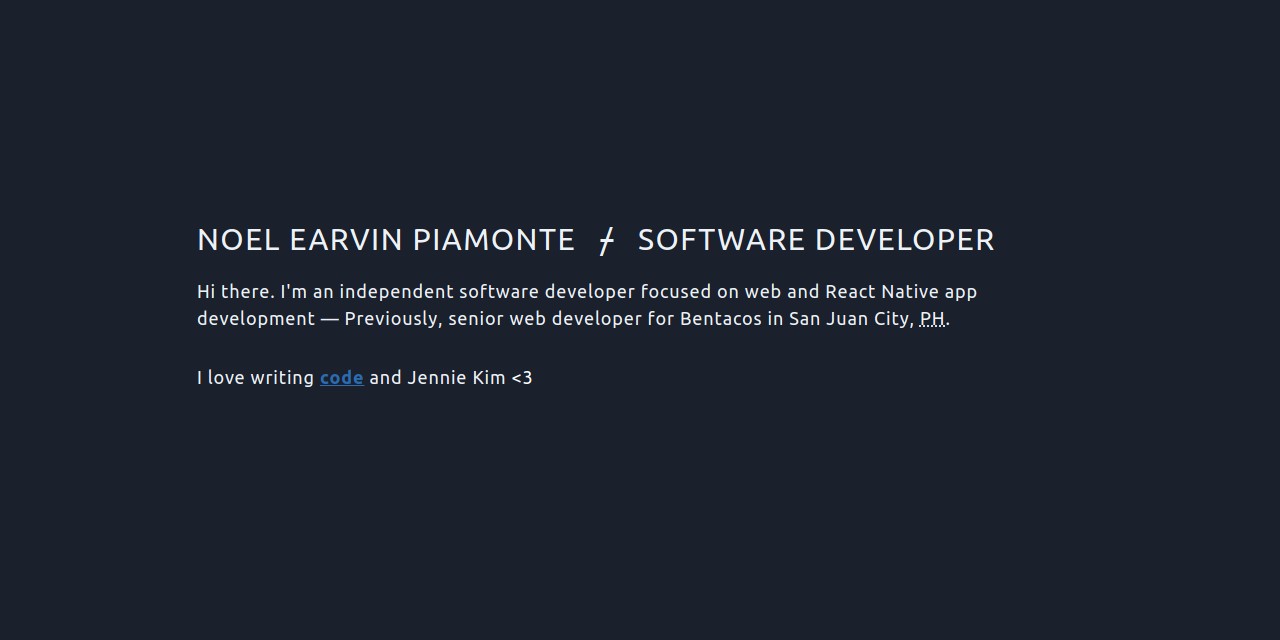 NOEL EARVIN PIAMONTE ⌿ SOFTWARE DEVELOPER
Hi there. I'm an independent software developer focused on web and React Native app
development — Previously, senior web developer for Bentacos in San Juan City, PH.
I love writing code and Jennie Kim <3